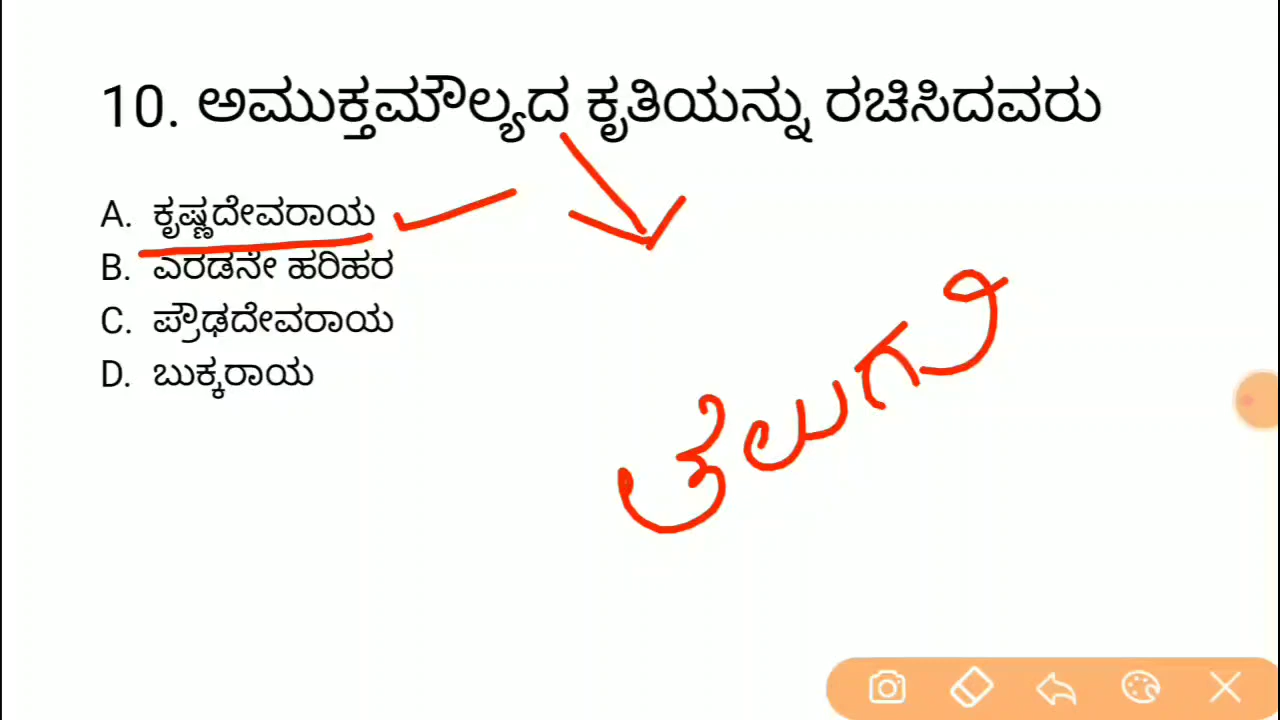 10. ಅಮುಕ್ತಮೌಲ್ಯದ ಕೃತಿಯನ್ನು ರಚಿಸಿದವರು
A. ಕೃಷ್ಣದೇವರಾಯ
B. ಎರಡನೇ ಹರಿಹರ
C. ಪ್ರೌಢದೇವರಾಯ
D. ಬುಕ್ಕರಾಯ
ತೆಲುಗು